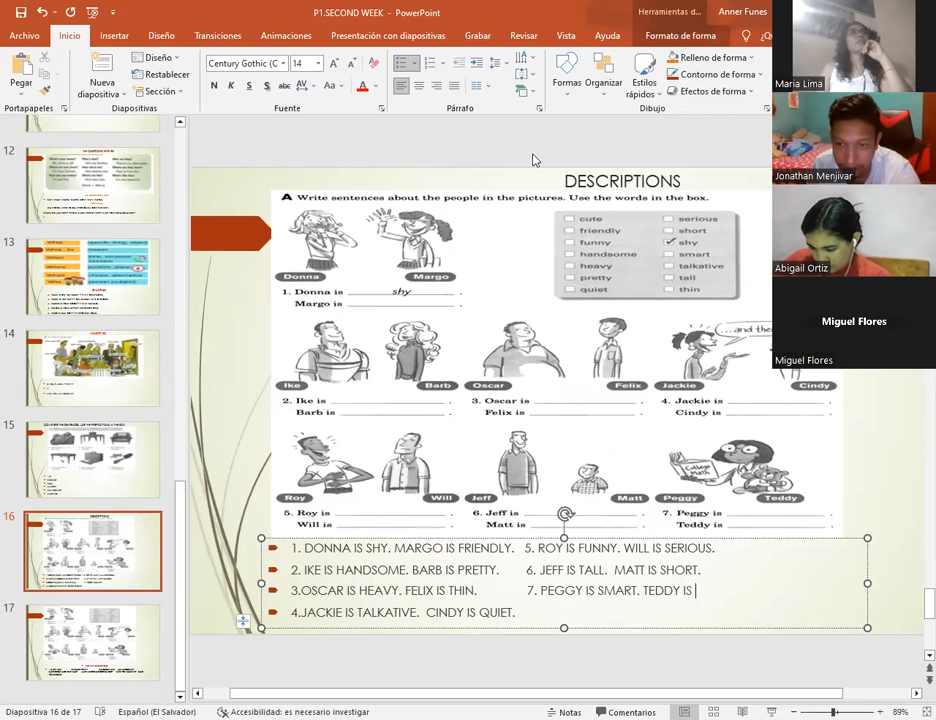 P1.SECOND WEEK - PowerPoint
Herramientas d...
Anner Funes
Archivo
Inicio
Insertar
Diseño
Transiciones
Animaciones
Presentación con diapositivas
Grabar
Revisar
Vista
Ayuda
Formato de forma
Pegar
Portapapeles
Nueva diapositiva
Diseño
Restablecer
Sección
Diapositivas
Century Gothic (C
14
N K S S abc AV Aa A
Fuente
Párrafo
Formas
Organizar
Estilos rápidos
Relleno de forma
Contorno de forma
Efectos de forma
Dibujo
Maria Lima
Jonathan Menjivar
Abigail Ortiz
Miguel Flores
Miguel Flores
12
13
14
15
16
17
DESCRIPTIONS
A Write sentences about the people in the pictures. Use the words in the box.
cute serious
friendly short
funny shy
handsome smart
heavy talkative
pretty tall
quiet thin
Donna Margo
1. Donna is shy .
Margo is .
...and the
Ike Barb Oscar Felix Jackie Cindy
2. Ike is . 3. Oscar is . 4. Jackie is .
Barb is . Felix is . Cindy is .
College Math
Roy Will Jeff Matt Peggy Teddy
5. Roy is . 6. Jeff is . 7. Peggy is .
Will is . Matt is . Teddy is .
1. DONNA IS SHY. MARGO IS FRIENDLY. 5. ROY IS FUNNY. WILL IS SERIOUS.
2. IKE IS HANDSOME. BARB IS PRETTY. 6. JEFF IS TALL. MATT IS SHORT.
3.OSCAR IS HEAVY. FELIX IS THIN. 7. PEGGY IS SMART. TEDDY IS
4.JACKIE IS TALKATIVE. CINDY IS QUIET.
Diapositiva 16 de 17
Español (El Salvador)
Accesibilidad: es necesario investigar
Notas
Comentarios
89%